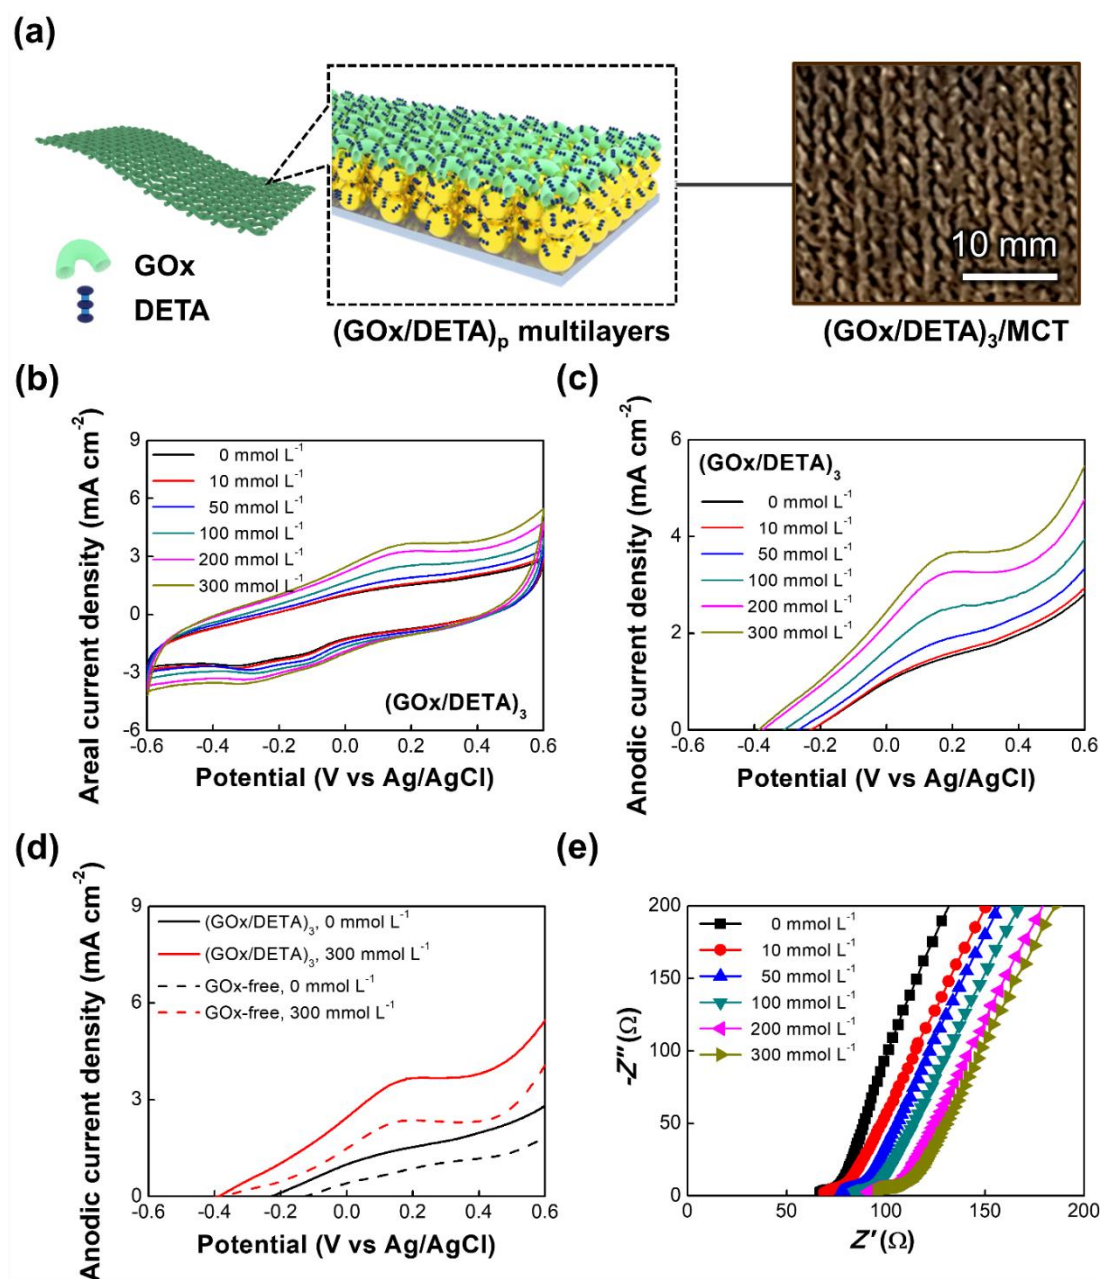 (a)
GOx
DETA
(GOx/DETA)p multilayers
10 mm
(GOx/DETA)3/MCT
(b)
Areal current density (mA cm-2)
9
6
3
0
-3
-6
0 mmol L-1
10 mmol L-1
50 mmol L-1
100 mmol L-1
200 mmol L-1
300 mmol L-1
(GOx/DETA)3
-0.6 -0.4 -0.2 0.0 0.2 0.4 0.6
Potential (V vs Ag/AgCl)
(c)
Anodic current density (mA cm-2)
6
4
2
0
(GOx/DETA)3
0 mmol L-1
10 mmol L-1
50 mmol L-1
100 mmol L-1
200 mmol L-1
300 mmol L-1
-0.6 -0.4 -0.2 0.0 0.2 0.4 0.6
Potential (V vs Ag/AgCl)
(d)
Anodic current density (mA cm-2)
9
6
3
0
(GOx/DETA)3, 0 mmol L-1
(GOx/DETA)3, 300 mmol L-1
GOx-free, 0 mmol L-1
GOx-free, 300 mmol L-1
-0.6 -0.4 -0.2 0.0 0.2 0.4 0.6
Potential (V vs Ag/AgCl)
(e)
-Z″ (Ω)
200
150
100
50
0
0 mmol L-1
10 mmol L-1
50 mmol L-1
100 mmol L-1
200 mmol L-1
300 mmol L-1
0 50 100 150 200
Z′ (Ω)